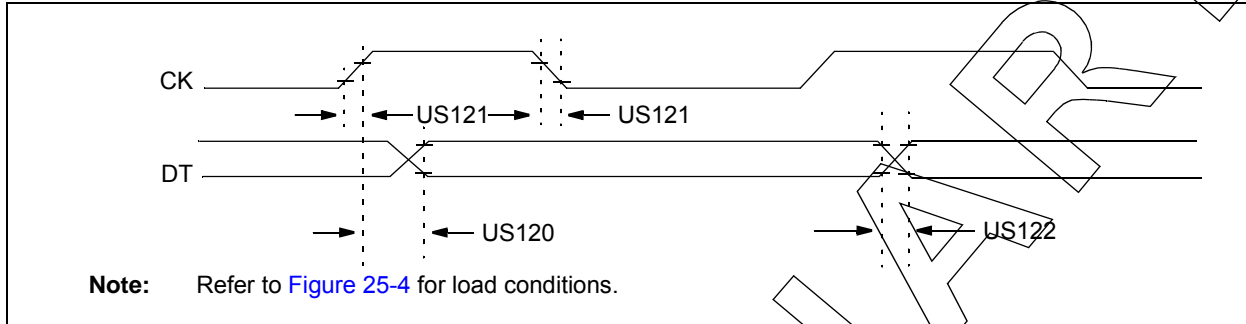 CK
US121 US121
DT
US120 US122
Note: Refer to Figure 25-4 for load conditions.